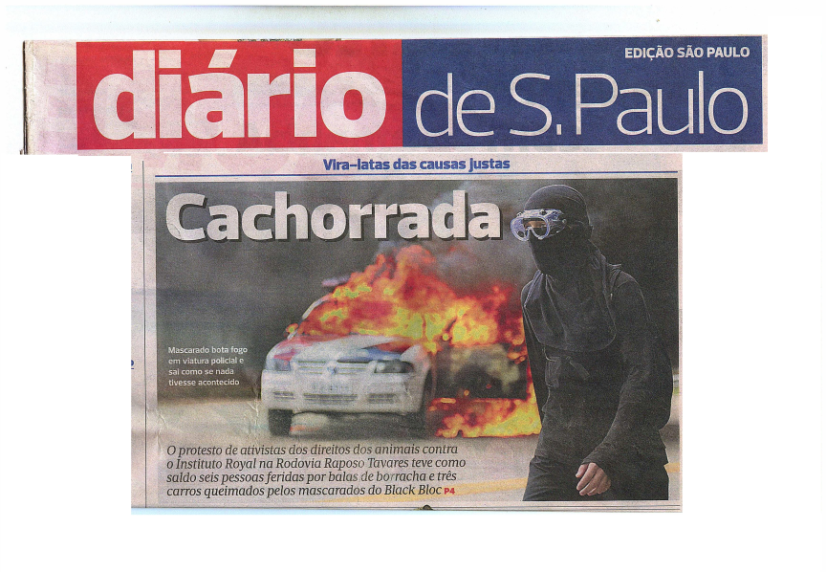 diário de S.Paulo
EDIÇÃO SÃO PAULO
Vira-latas das causas justas
Cachorrada
Mascarado bota fogo
em viatura policial e
sai como se nada
tivesse acontecido
O protesto de ativistas dos direitos dos animais contra
o Instituto Royal na Rodovia Raposo Tavares teve como
saldo seis pessoas feridas por balas de borracha e três
carros queimados pelos mascarados do Black Bloc P4